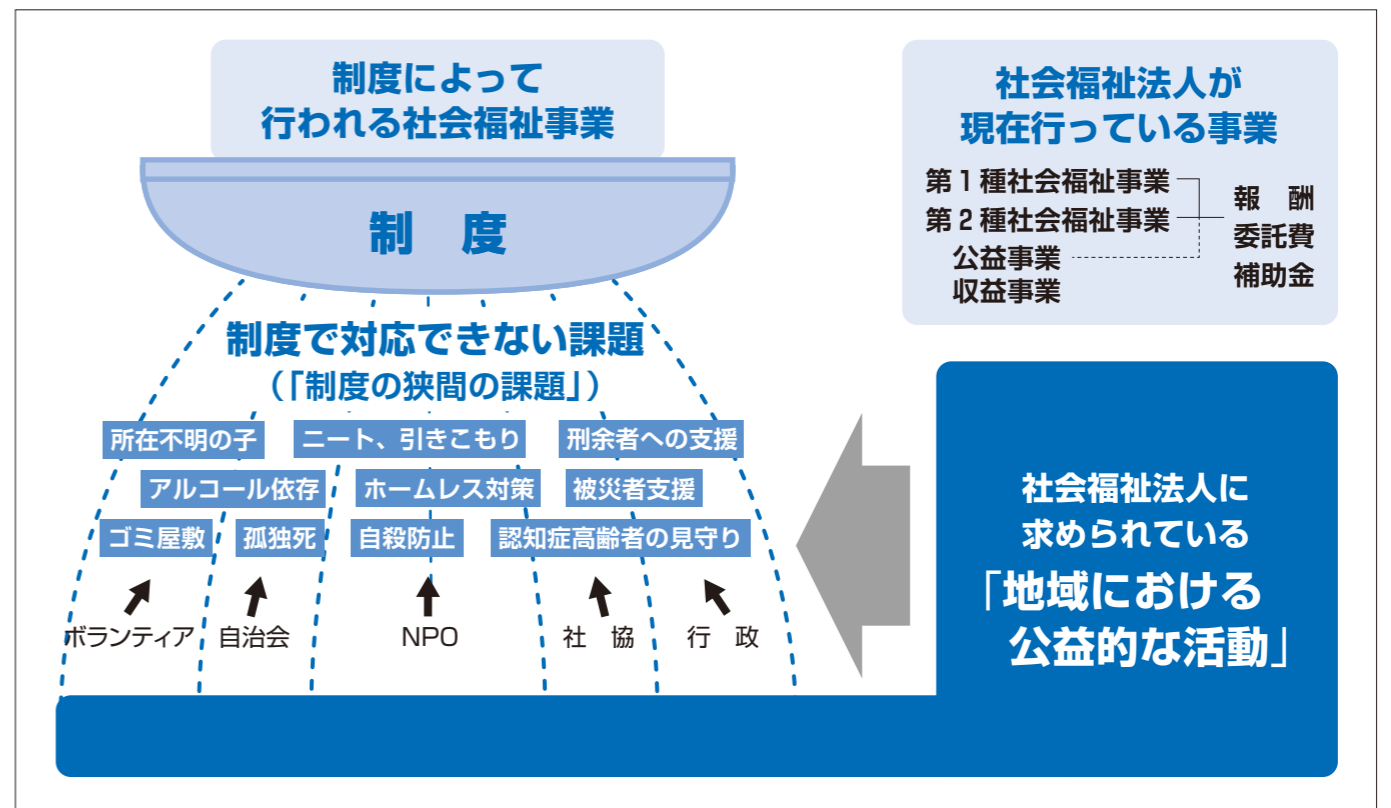 制度によって
行われる社会福祉事業
制　度
制度で対応できない課題
（「制度の狭間の課題」）
所在不明の子
ニート、引きこもり
刑余者への支援
アルコール依存
ホームレス対策
被災者支援
ゴミ屋敷
孤独死
自殺防止
認知症高齢者の見守り
ボランティア
自治会
NPO
社　協
行　政
社会福祉法人が
現在行っている事業
第1種社会福祉事業
第2種社会福祉事業
公益事業
収益事業
報　酬
委託費
補助金
社会福祉法人に
求められている
「地域における
公益的な活動」